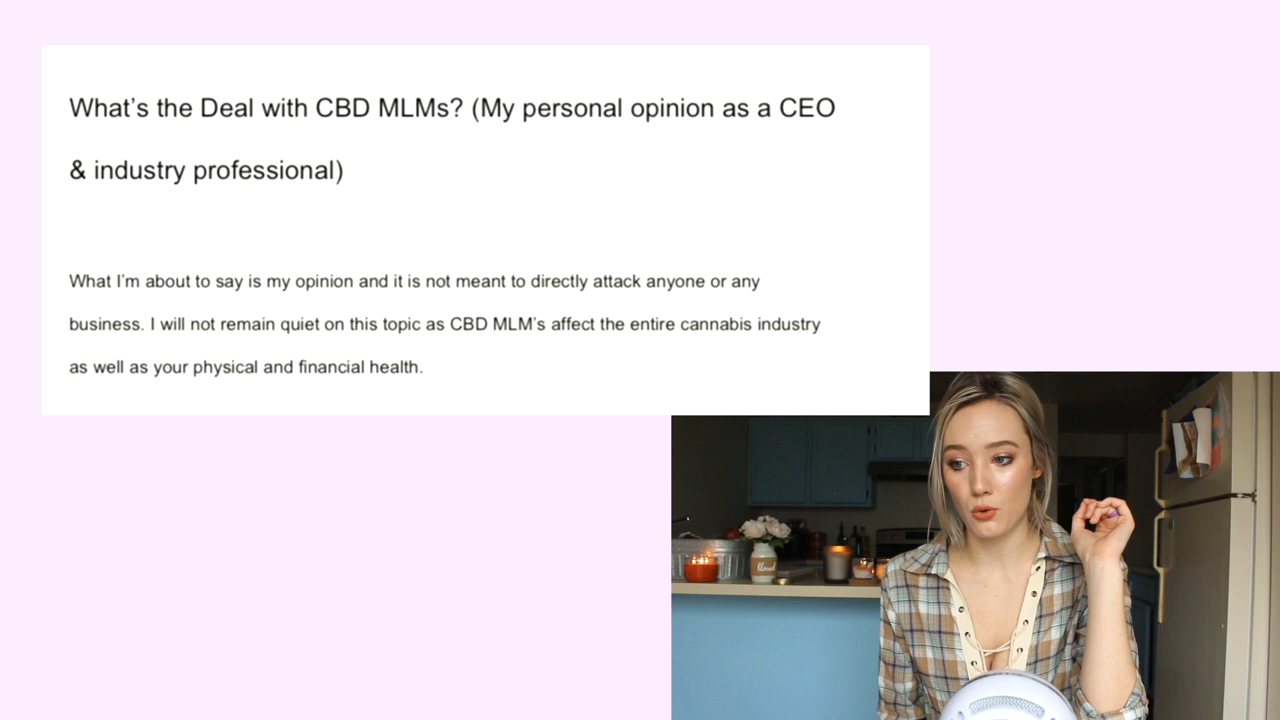 What's the Deal with CBD MLMs? (My personal opinion as a CEO
& industry professional)
What I'm about to say is my opinion and it is not meant to directly attack anyone or any
business. I will not remain quiet on this topic as CBD MLM's affect the entire cannabis industry
as well as your physical and financial health.
blessed